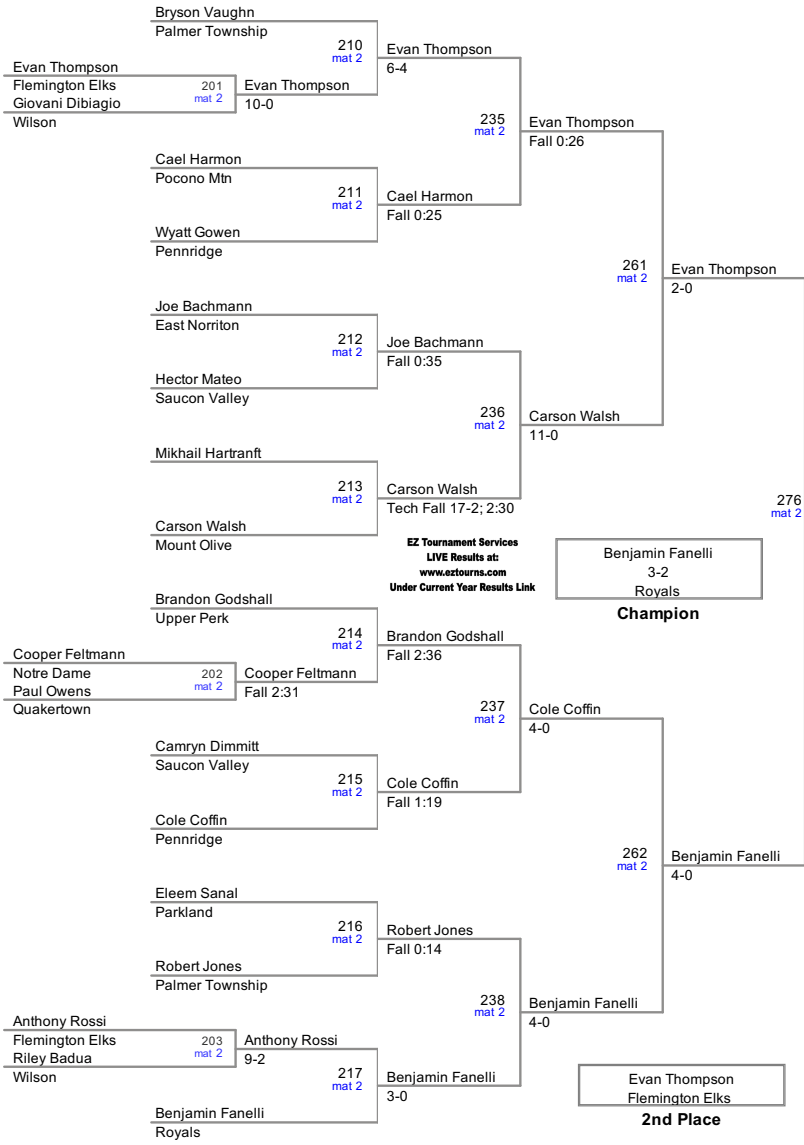 Bryson Vaughn
Palmer Township
210
mat 2
Evan Thompson
6-4
Evan Thompson
Flemington Elks
201
mat 2
Giovani Dibiagio
Wilson
Evan Thompson
10-0
235
mat 2
Evan Thompson
Fall 0:26
Cael Harmon
Pocono Mtn
211
mat 2
Cael Harmon
Fall 0:25
Wyatt Gowen
Pennridge
261
mat 2
Evan Thompson
2-0
Joe Bachmann
East Norriton
212
mat 2
Joe Bachmann
Fall 0:35
Hector Mateo
Saucon Valley
236
mat 2
Carson Walsh
11-0
Mikhail Hartranft
213
mat 2
Carson Walsh
Tech Fall 17-2; 2:30
Carson Walsh
Mount Olive
276
mat 2
EZ Tournament Services
LIVE Results at:
www.eztourns.com
Under Current Year Results Link
Benjamin Fanelli
3-2
Royals
Champion
Brandon Godshall
Upper Perk
214
mat 2
Brandon Godshall
Fall 2:36
Cooper Feltmann
Notre Dame
202
mat 2
Paul Owens
Quakertown
Cooper Feltmann
Fall 2:31
237
mat 2
Cole Coffin
4-0
Camryn Dimmitt
Saucon Valley
215
mat 2
Cole Coffin
Fall 1:19
Cole Coffin
Pennridge
262
mat 2
Benjamin Fanelli
4-0
Eleem Sanal
Parkland
216
mat 2
Robert Jones
Fall 0:14
Robert Jones
Palmer Township
238
mat 2
Benjamin Fanelli
4-0
Anthony Rossi
Flemington Elks
203
mat 2
Riley Badua
Wilson
Anthony Rossi
9-2
217
mat 2
Benjamin Fanelli
3-0
Benjamin Fanelli
Royals
Evan Thompson
Flemington Elks
2nd Place